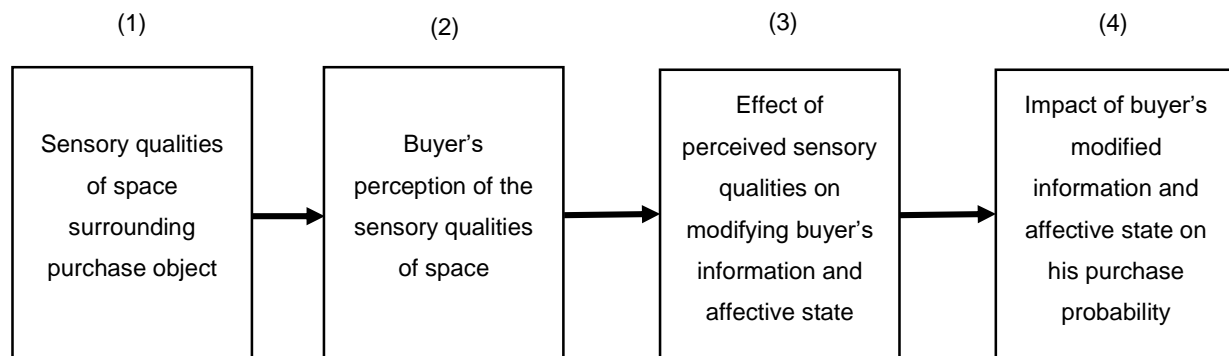 (1)
(2)
(3)
(4)
Sensory qualities
of space
surrounding
purchase object
Buyer’s
perception of the
sensory qualities
of space
Effect of
perceived sensory
qualities on
modifying buyer’s
information and
affective state
Impact of buyer’s
modified
information and
affective state on
his purchase
probability